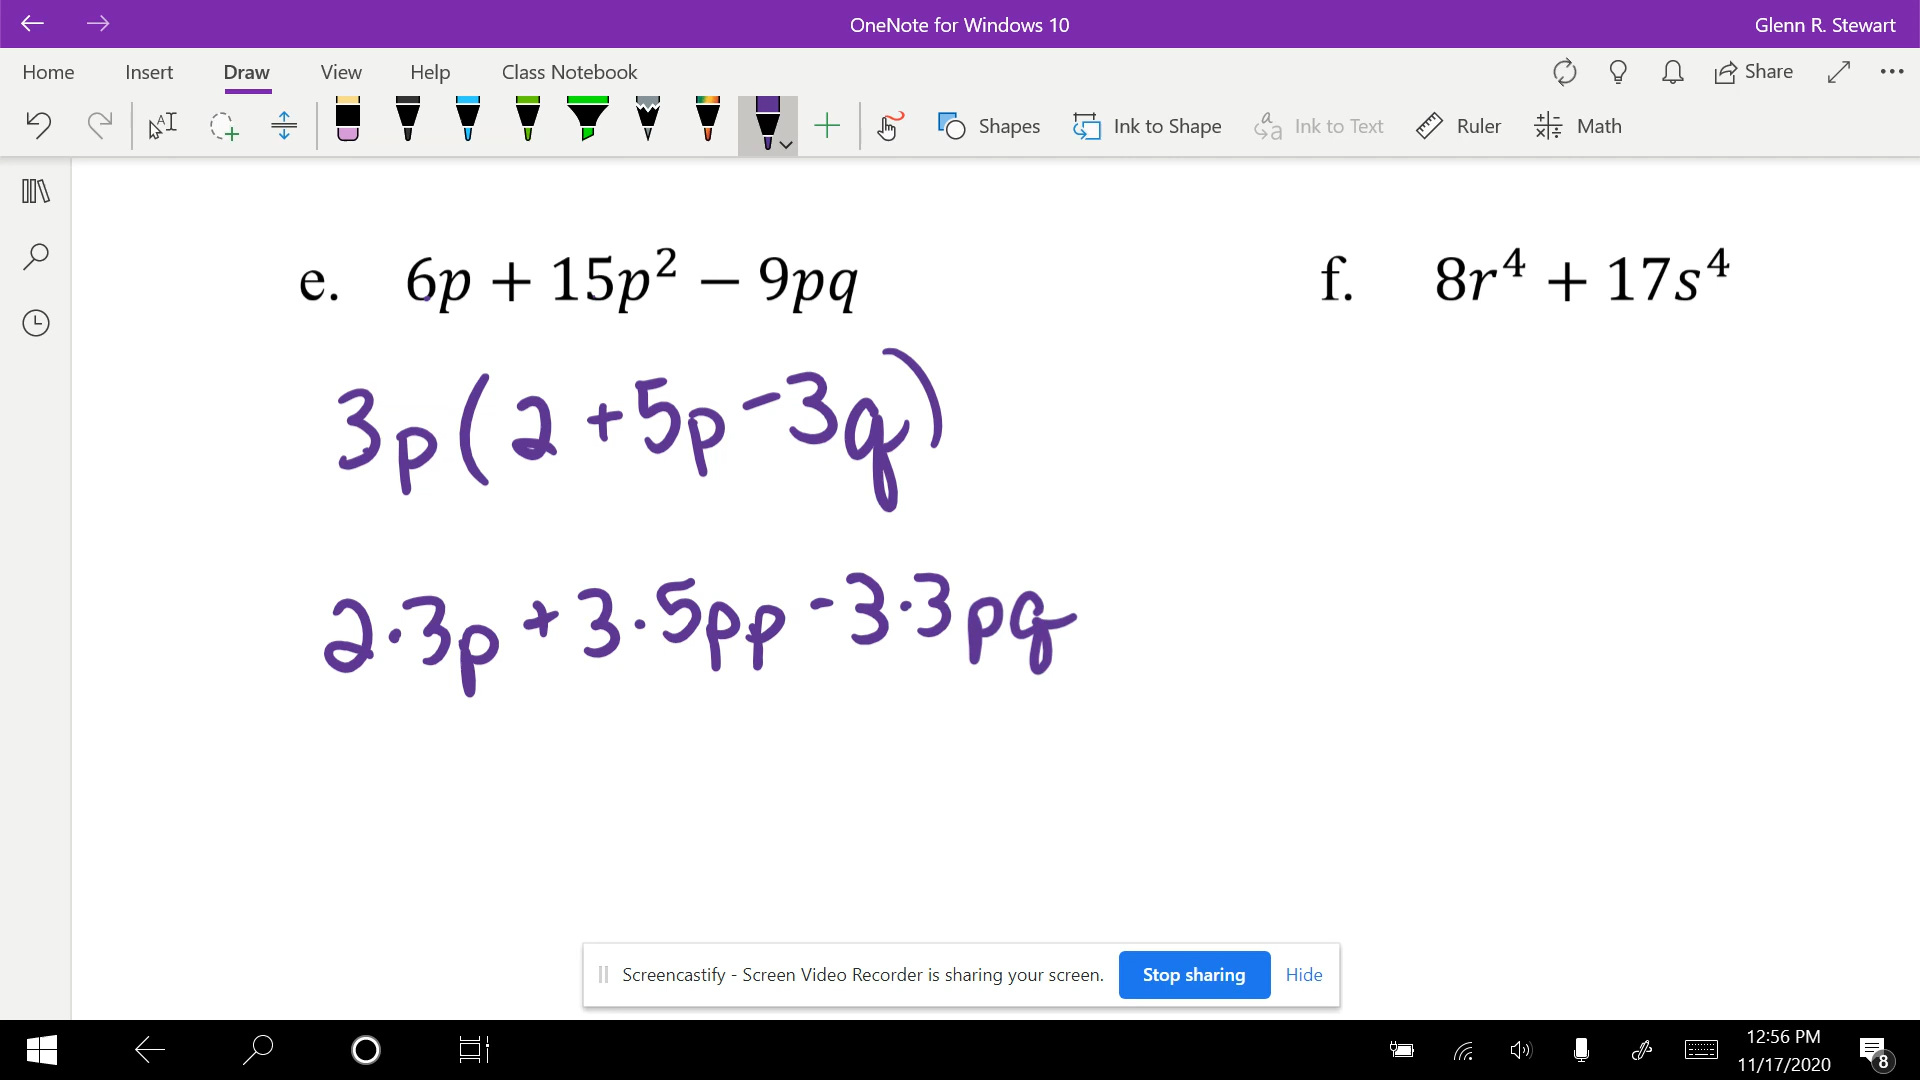 OneNote for Windows 10
Glenn R. Stewart
Home Insert Draw View Help Class Notebook Share
Shapes Ink to Shape Ink to Text Ruler Math
e. 6p + 15p² − 9pq
f. 8r⁴ + 17s⁴
3p(2 + 5p - 3q)
2·3p + 3·5pp - 3·3pq
Screencastify - Screen Video Recorder is sharing your screen. Stop sharing Hide
12:56 PM
11/17/2020
8